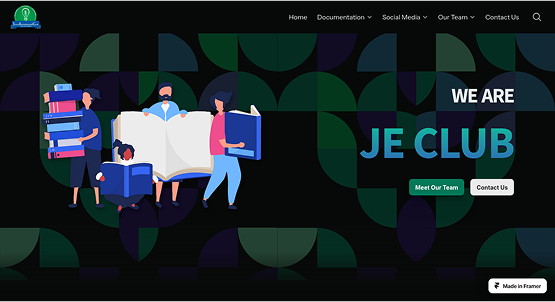 Home Documentation Social Media Our Team Contact Us
WE ARE
JE CLUB
Meet Our Team Contact Us
Made in Framer